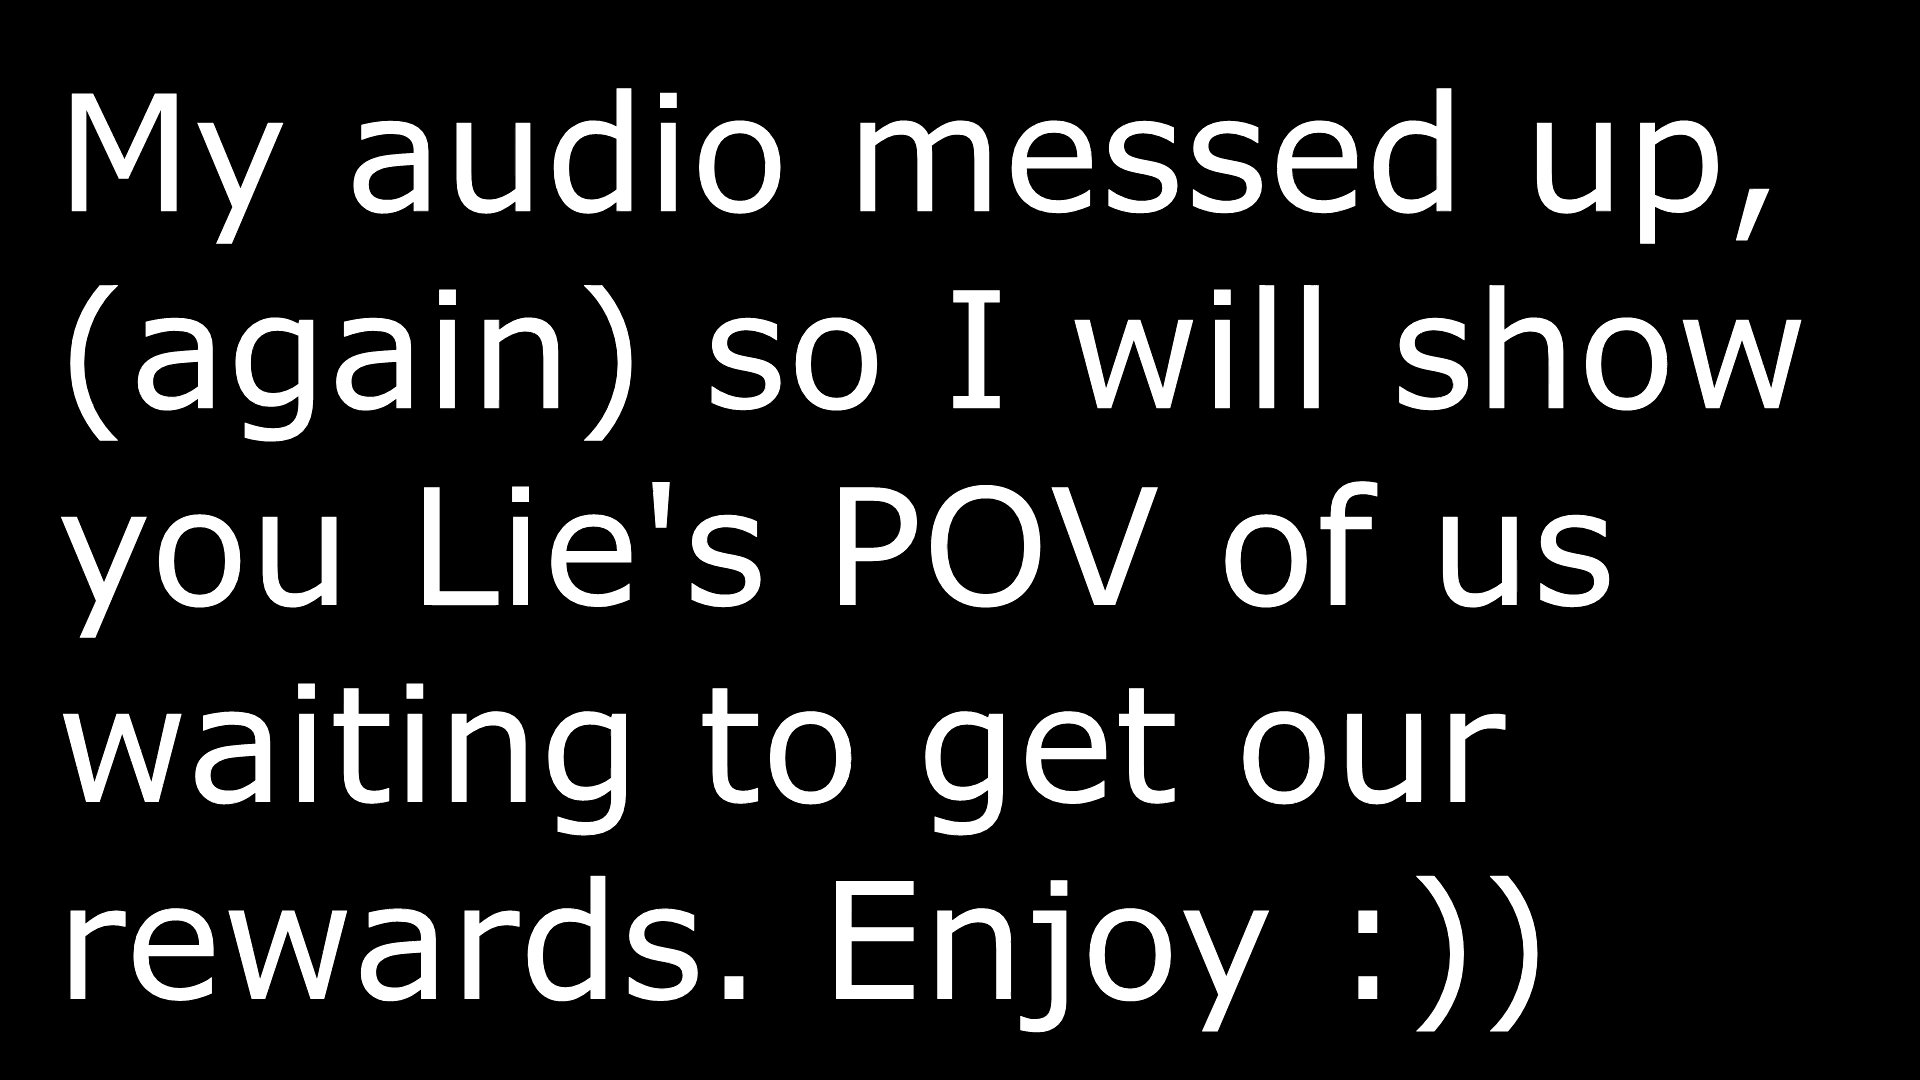 My audio messed up,
(again) so I will show
you Lie's POV of us
waiting to get our
rewards. Enjoy :))